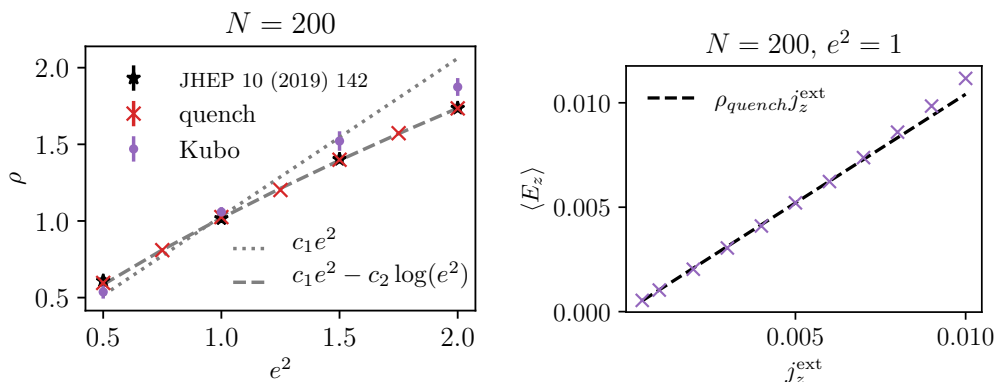 N = 200
2.0
1.5
1.0
0.5
ρ
JHEP 10 (2019) 142
quench
Kubo
c₁e²
c₁e² − c₂ log(e²)
0.5 1.0 1.5 2.0
e²
N = 200, e² = 1
0.010
0.005
0.000
⟨E_z⟩
ρ_{quench} j_z^{ext}
0.005 0.010
j_z^{ext}